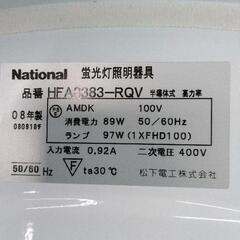 National 蛍光灯照明器具
品番 HFA8383-RQV 半導体式 高力率
08年製
080818F
AMDK 100V
消費電力 89W 50/60Hz
ランプ 97W (1XFHD100)
入力電流 0.92A 二次電圧 400V
50/60 Hz
F ta30℃
松下電工株式会社